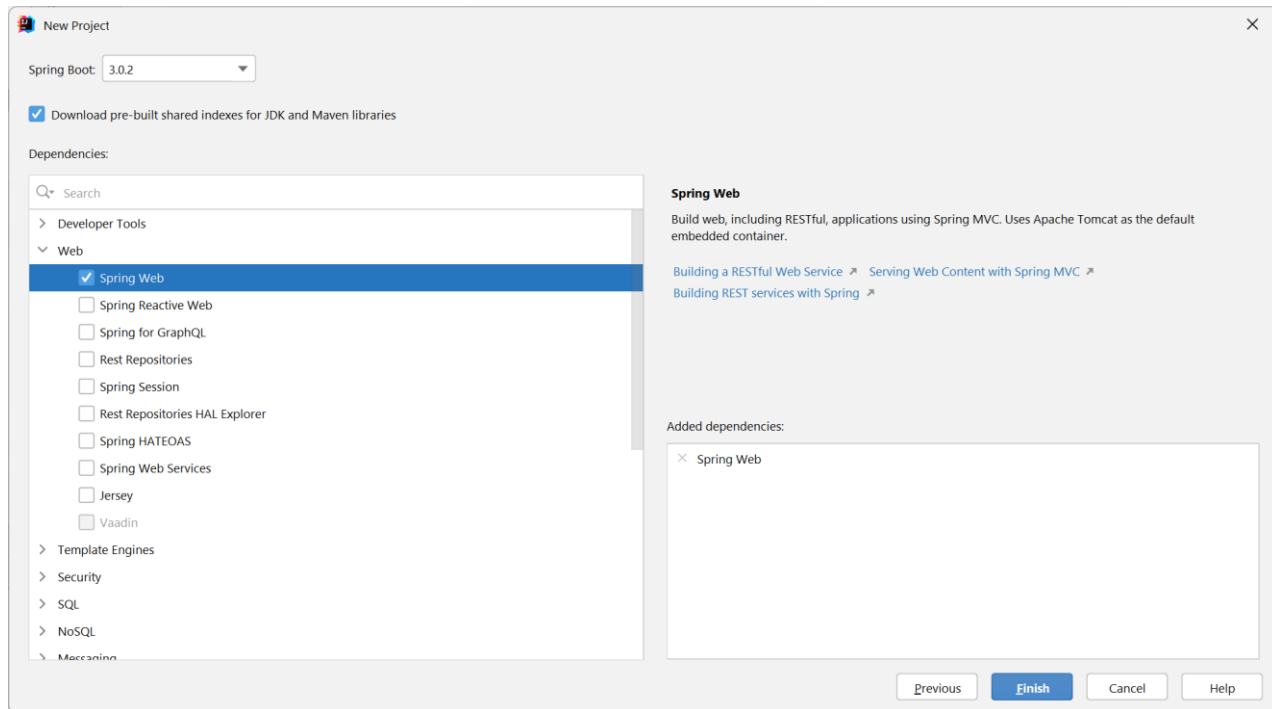 New Project
Spring Boot: 3.0.2
Download pre-built shared indexes for JDK and Maven libraries
Dependencies:
Search
Developer Tools
Web
Spring Web
Spring Reactive Web
Spring for GraphQL
Rest Repositories
Spring Session
Rest Repositories HAL Explorer
Spring HATEOAS
Spring Web Services
Jersey
Vaadin
Template Engines
Security
SQL
NoSQL
Messaging
Spring Web
Build web, including RESTful, applications using Spring MVC. Uses Apache Tomcat as the default
embedded container.
Building a RESTful Web Service Serving Web Content with Spring MVC
Building REST services with Spring
Added dependencies:
Spring Web
Previous Finish Cancel Help